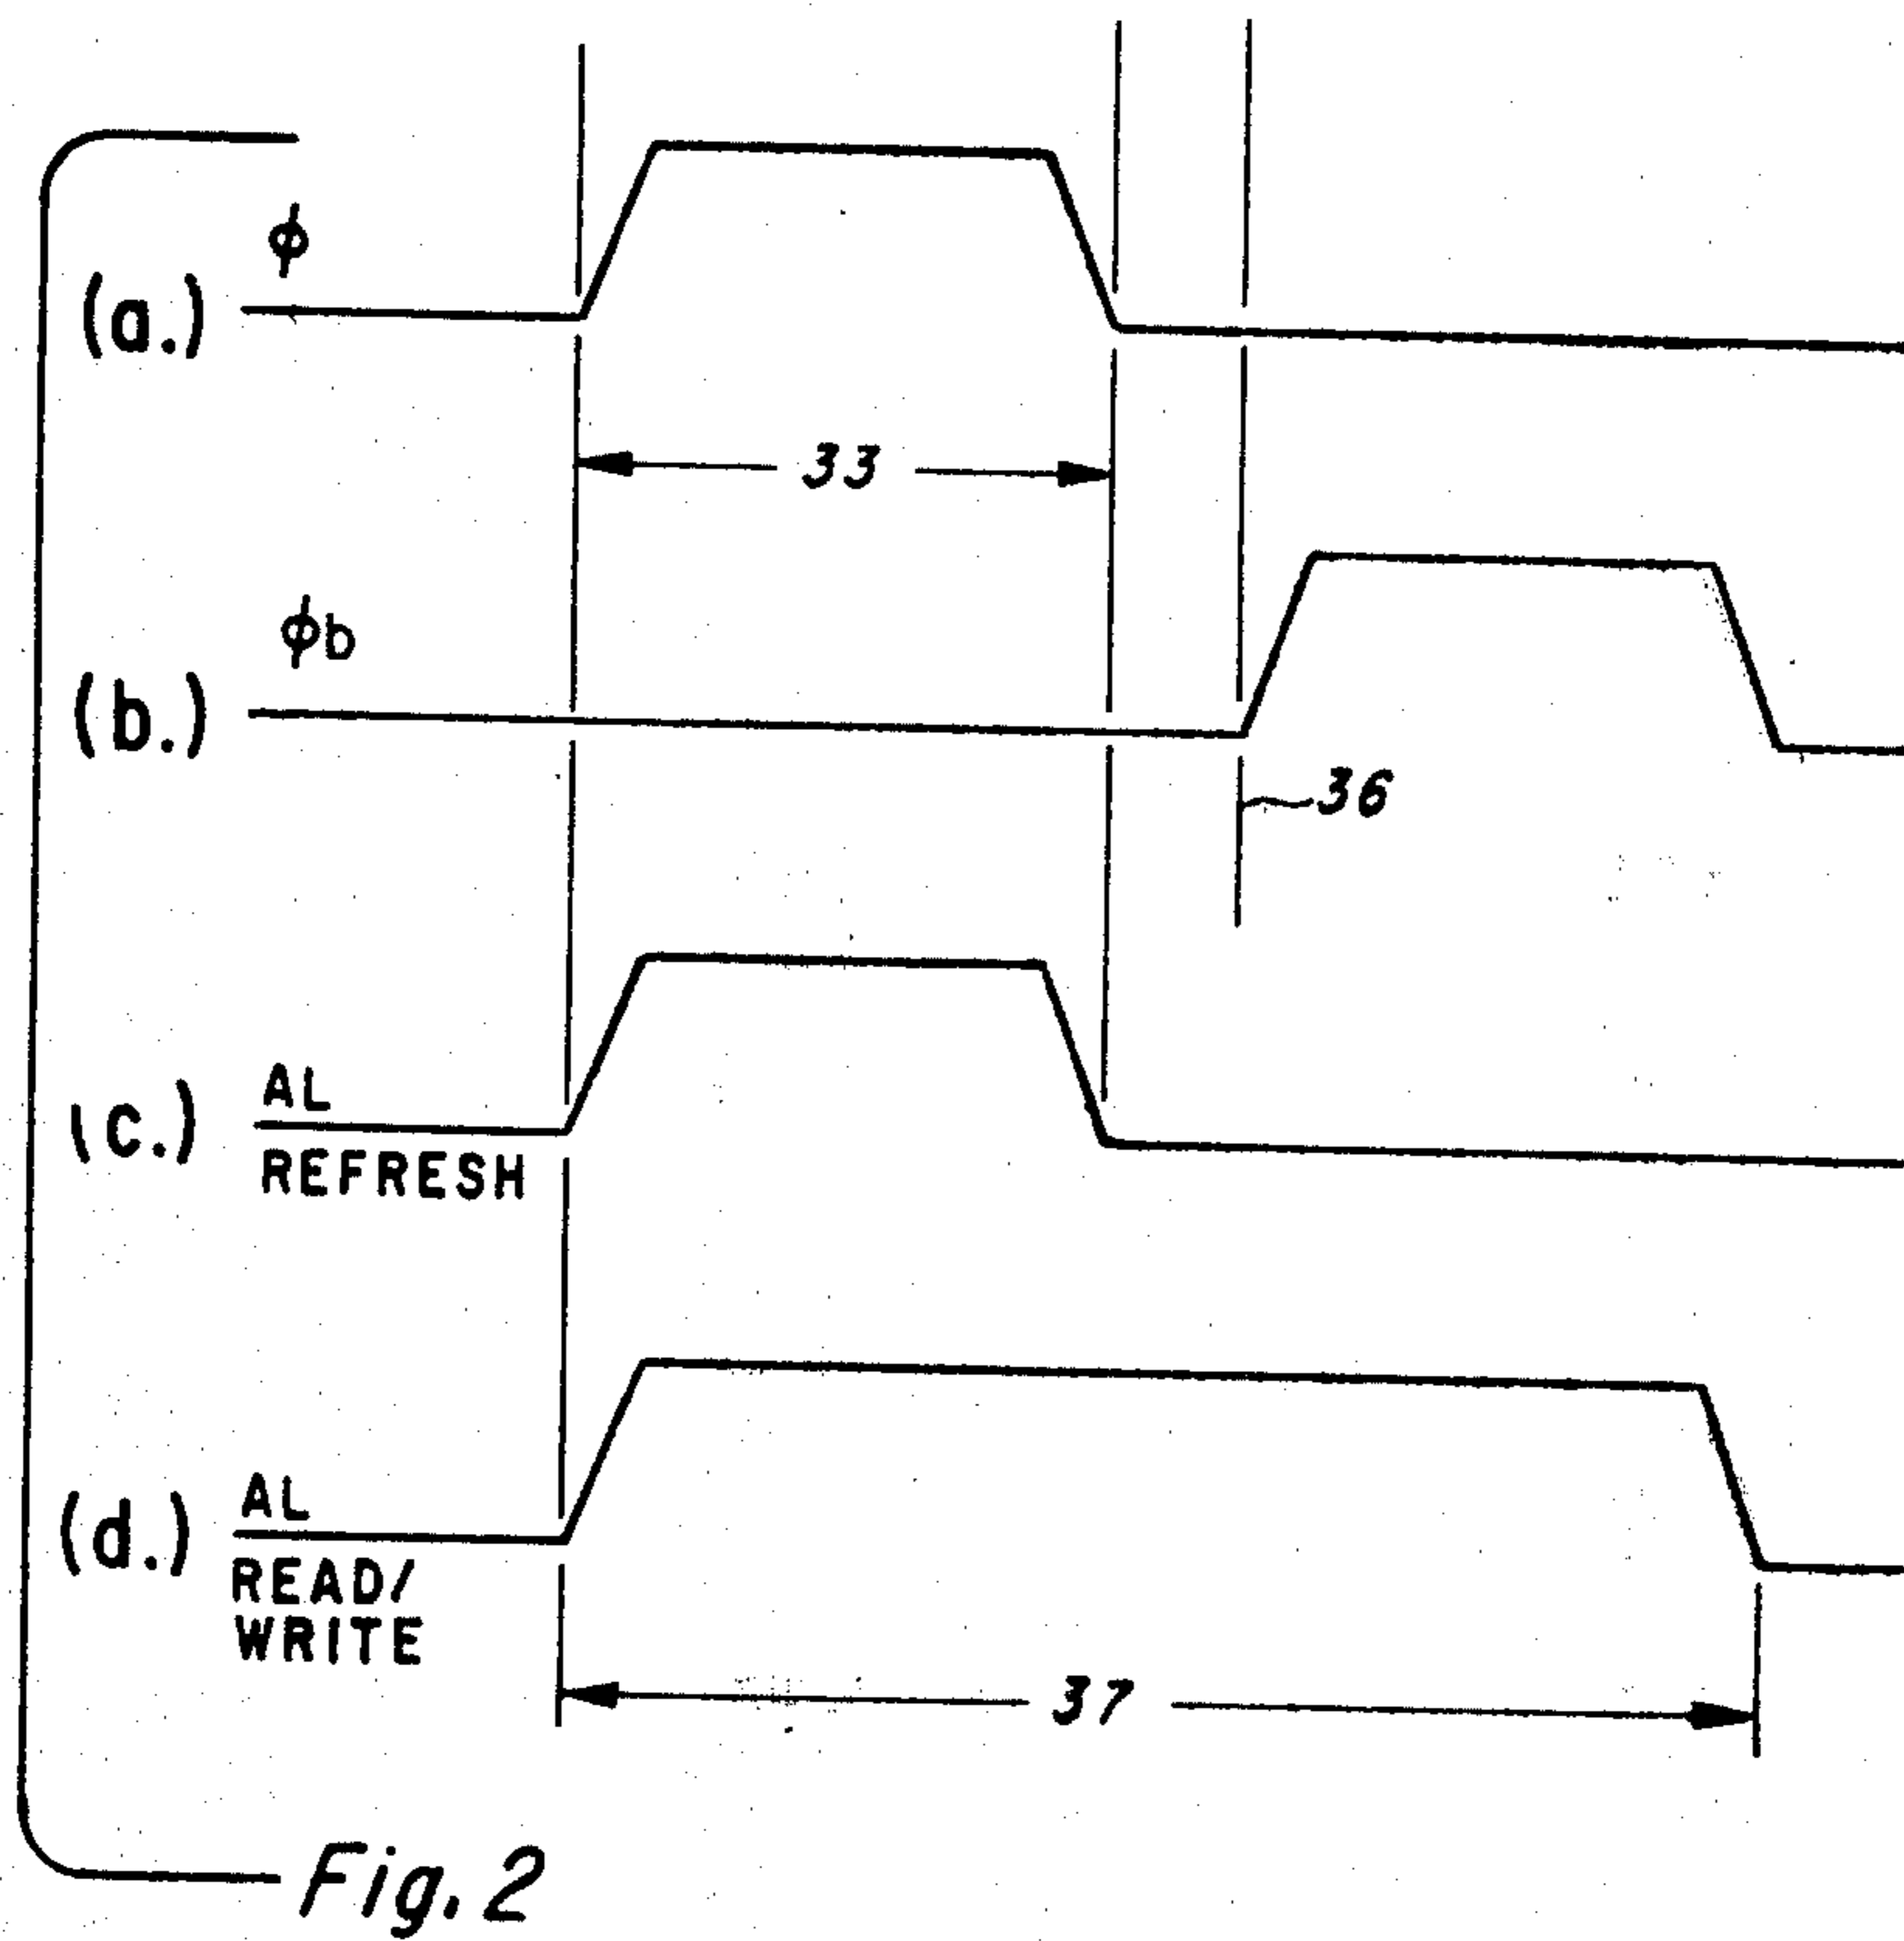 ϕ
(a.)
33
ϕb
(b.)
36
AL
(c.)
REFRESH
AL
(d.)
READ/
WRITE
37
Fig. 2